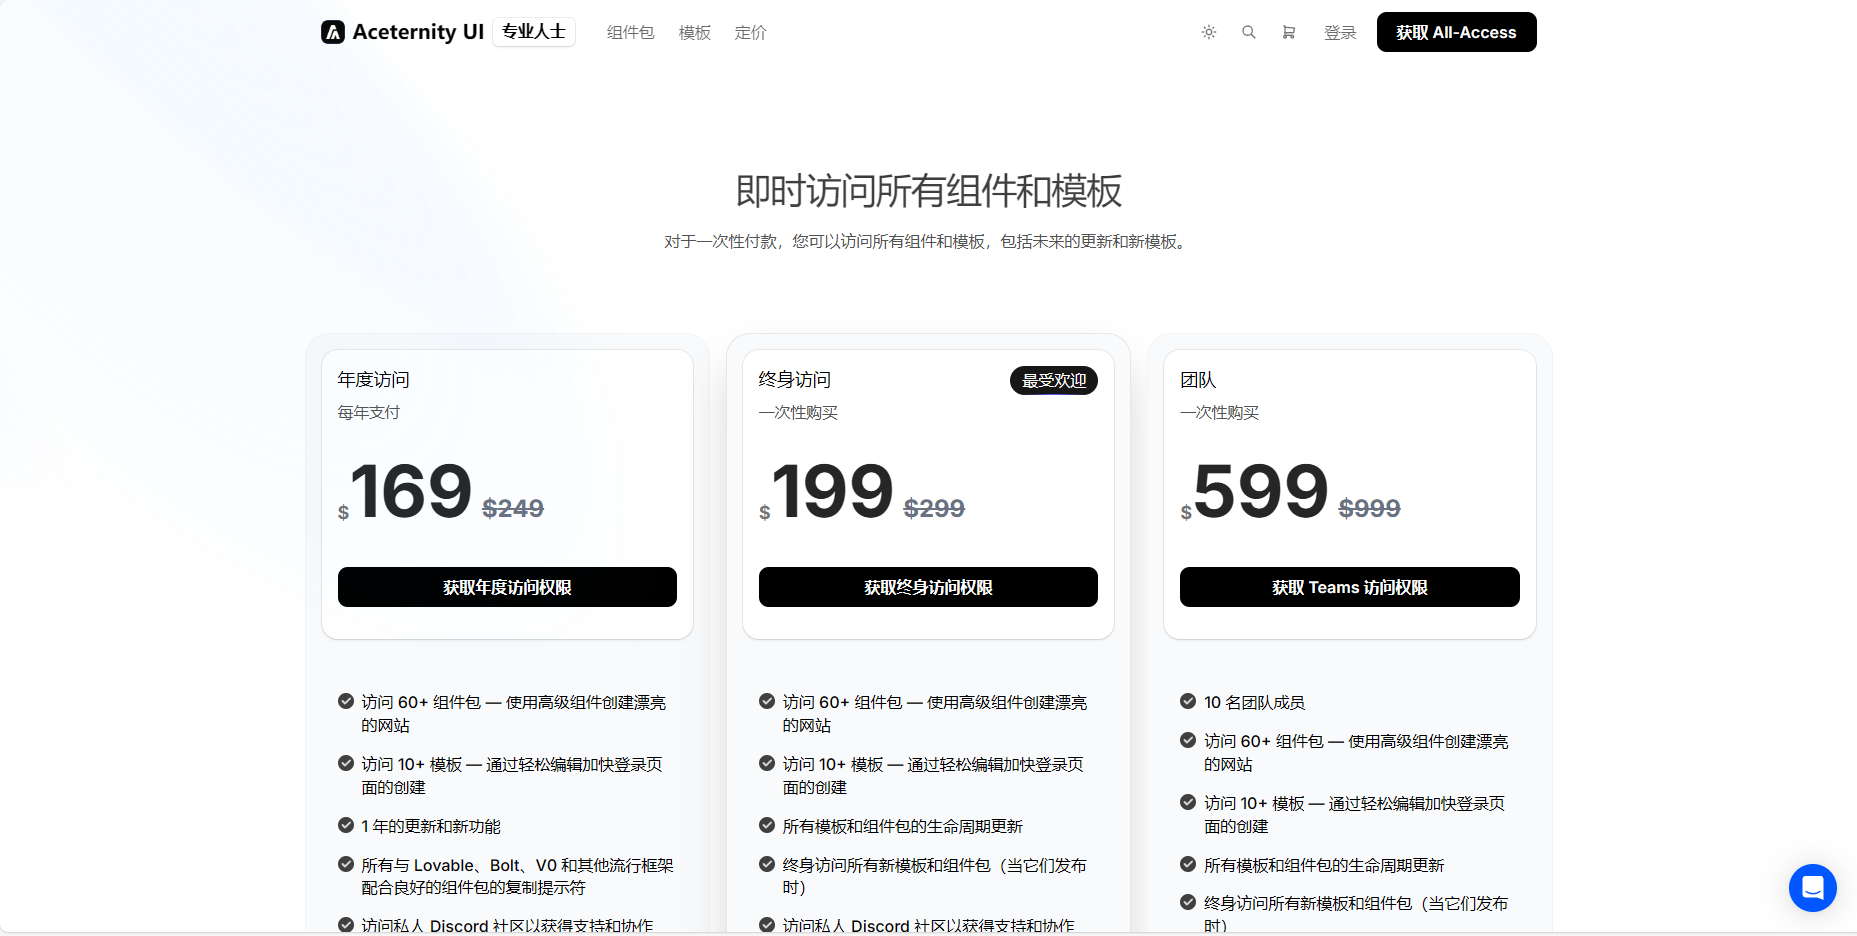 Aceternity UI 专业人士 组件包 模板 定价 登录 获取 All-Access
即时访问所有组件和模板
对于一次性付款，您可以访问所有组件和模板，包括未来的更新和新模板。
年度访问
每年支付
$169 $249
获取年度访问权限
访问 60+ 组件包 — 使用高级组件创建漂亮
的网站
访问 10+ 模板 — 通过轻松编辑加快登录页
面的创建
1 年的更新和新功能
所有与 Lovable、Bolt、V0 和其他流行框架
配合良好的组件包的复制提示符
访问私人 Discord 社区以获得支持和协作
终身访问 最受欢迎
一次性购买
$199 $299
获取终身访问权限
访问 60+ 组件包 — 使用高级组件创建漂亮
的网站
访问 10+ 模板 — 通过轻松编辑加快登录页
面的创建
所有模板和组件包的生命周期更新
终身访问所有新模板和组件包（当它们发布
时）
访问私人 Discord 社区以获得支持和协作
团队
一次性购买
$599 $999
获取 Teams 访问权限
10 名团队成员
访问 60+ 组件包 — 使用高级组件创建漂亮
的网站
访问 10+ 模板 — 通过轻松编辑加快登录页
面的创建
所有模板和组件包的生命周期更新
终身访问所有新模板和组件包（当它们发布
时）